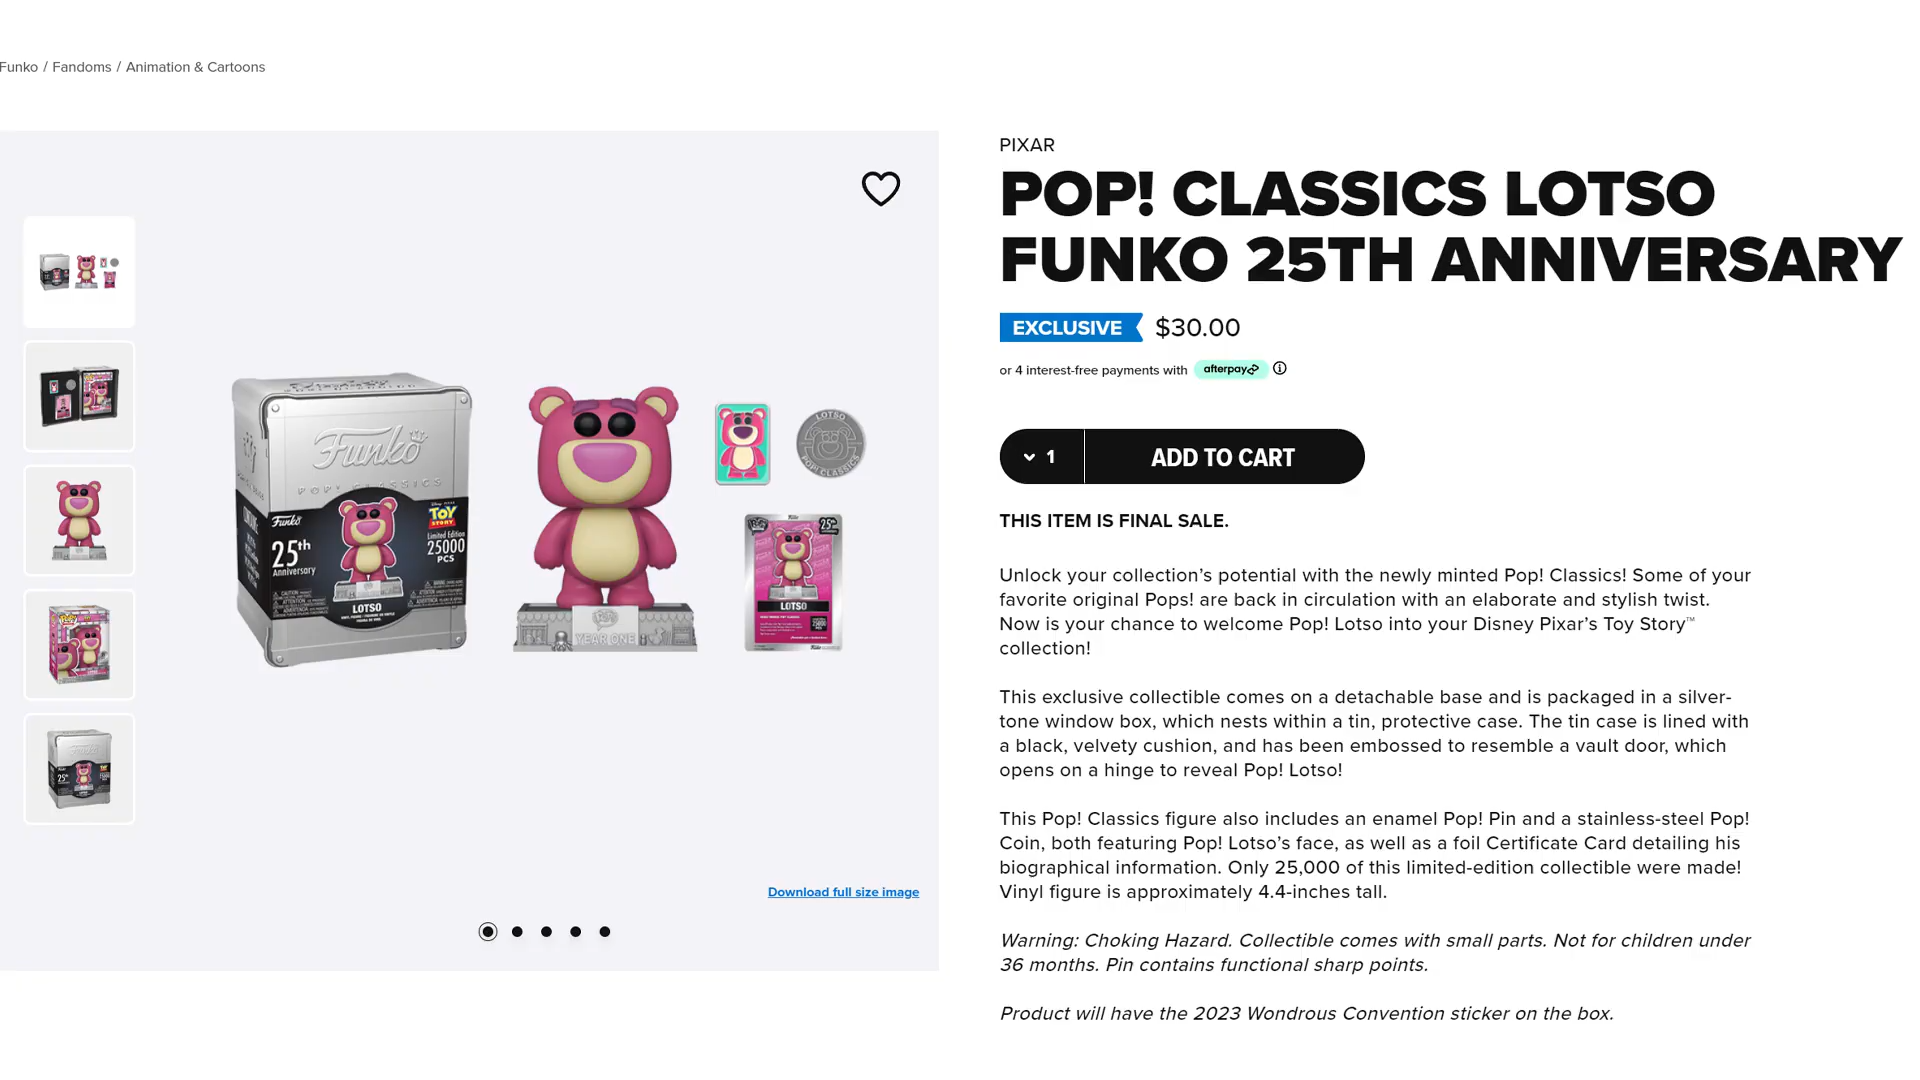 Funko / Fandoms / Animation & Cartoons
PIXAR
POP! CLASSICS LOTSO
FUNKO 25TH ANNIVERSARY
EXCLUSIVE $30.00
or 4 interest-free payments with afterpay
1 ADD TO CART
THIS ITEM IS FINAL SALE.
Unlock your collection’s potential with the newly minted Pop! Classics! Some of your
favorite original Pops! are back in circulation with an elaborate and stylish twist.
Now is your chance to welcome Pop! Lotso into your Disney Pixar’s Toy Story™
collection!
This exclusive collectible comes on a detachable base and is packaged in a silver-
tone window box, which nests within a tin, protective case. The tin case is lined with
a black, velvety cushion, and has been embossed to resemble a vault door, which
opens on a hinge to reveal Pop! Lotso!
This Pop! Classics figure also includes an enamel Pop! Pin and a stainless-steel Pop!
Coin, both featuring Pop! Lotso’s face, as well as a foil Certificate Card detailing his
biographical information. Only 25,000 of this limited-edition collectible were made!
Vinyl figure is approximately 4.4-inches tall.
Warning: Choking Hazard. Collectible comes with small parts. Not for children under
36 months. Pin contains functional sharp points.
Product will have the 2023 Wondrous Convention sticker on the box.
Funko
POP! CLASSICS
Funko
25th
Anniversary
TOY
STORY
Limited Edition
25000
PCS
LOTSO
YEAR ONE
LOTSO
POP! CLASSICS
25th
LOTSO
Download full size image